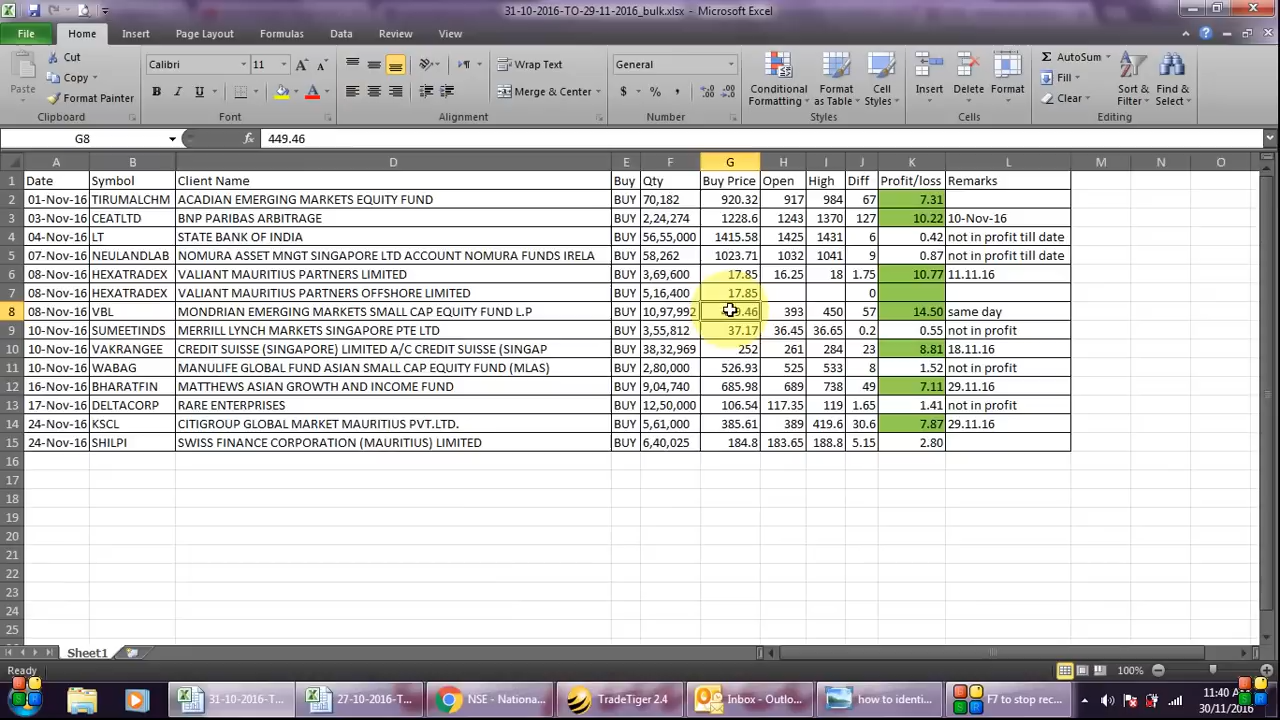 31-10-2016-TO-29-11-2016_bulk.xlsx - Microsoft Excel
File Home Insert Page Layout Formulas Data Review View
Paste Cut Copy Format Painter Clipboard
Calibri 11 B I U A Font
Wrap Text Merge & Center Alignment
General $ % , Number
Conditional Formatting Format as Table Cell Styles Styles
Insert Delete Format Cells
AutoSum Fill Clear Sort & Filter Find & Select Editing
G8 fx 449.46
A B D E F G H I J K L M N O
1 Date Symbol Client Name Buy Qty Buy Price Open High Diff Profit/loss Remarks
2 01-Nov-16 TIRUMALCHM ACADIAN EMERGING MARKETS EQUITY FUND BUY 70,182 920.32 917 984 67 7.31
3 03-Nov-16 CEATLTD BNP PARIBAS ARBITRAGE BUY 2,24,274 1228.6 1243 1370 127 10.22 10-Nov-16
4 04-Nov-16 LT STATE BANK OF INDIA BUY 56,55,000 1415.58 1425 1431 6 0.42 not in profit till date
5 07-Nov-16 NEULANDLAB NOMURA ASSET MNGT SINGAPORE LTD ACCOUNT NOMURA FUNDS IRELA BUY 58,262 1023.71 1032 1041 9 0.87 not in profit till date
6 08-Nov-16 HEXATRADEX VALIANT MAURITIUS PARTNERS LIMITED BUY 3,69,600 17.85 16.25 18 1.75 10.77 11.11.16
7 08-Nov-16 HEXATRADEX VALIANT MAURITIUS PARTNERS OFFSHORE LIMITED BUY 5,16,400 17.85 0
8 08-Nov-16 VBL MONDRIAN EMERGING MARKETS SMALL CAP EQUITY FUND L.P BUY 10,97,992 393 450 57 14.50 same day
9 10-Nov-16 SUMEETINDS MERRILL LYNCH MARKETS SINGAPORE PTE LTD BUY 3,55,812 37.17 36.45 36.65 0.2 0.55 not in profit
10 10-Nov-16 VAKRANGEE CREDIT SUISSE (SINGAPORE) LIMITED A/C CREDIT SUISSE (SINGAP BUY 38,32,969 252 261 284 23 8.81 18.11.16
11 10-Nov-16 WABAG MANULIFE GLOBAL FUND ASIAN SMALL CAP EQUITY FUND (MLAS) BUY 2,80,000 526.93 525 533 8 1.52 not in profit
12 16-Nov-16 BHARATFIN MATTHEWS ASIAN GROWTH AND INCOME FUND BUY 9,04,740 685.98 689 738 49 7.11 29.11.16
13 17-Nov-16 DELTACORP RARE ENTERPRISES BUY 12,50,000 106.54 117.35 119 1.65 1.41 not in profit
14 24-Nov-16 KSCL CITIGROUP GLOBAL MARKET MAURITIUS PVT.LTD. BUY 5,61,000 385.61 389 419.6 30.6 7.87 29.11.16
15 24-Nov-16 SHILPI SWISS FINANCE CORPORATION (MAURITIUS) LIMITED BUY 6,40,025 184.8 183.65 188.8 5.15 2.80
16
17
18
19
20
21
22
23
24
25
Sheet1
Ready 100%
31-10-2016-T... 27-10-2016-T... NSE - Nationa... TradeTiger 2.4 Inbox - Outlo... how to identi... F7 to stop rec...
11:40 A
30/11/2016